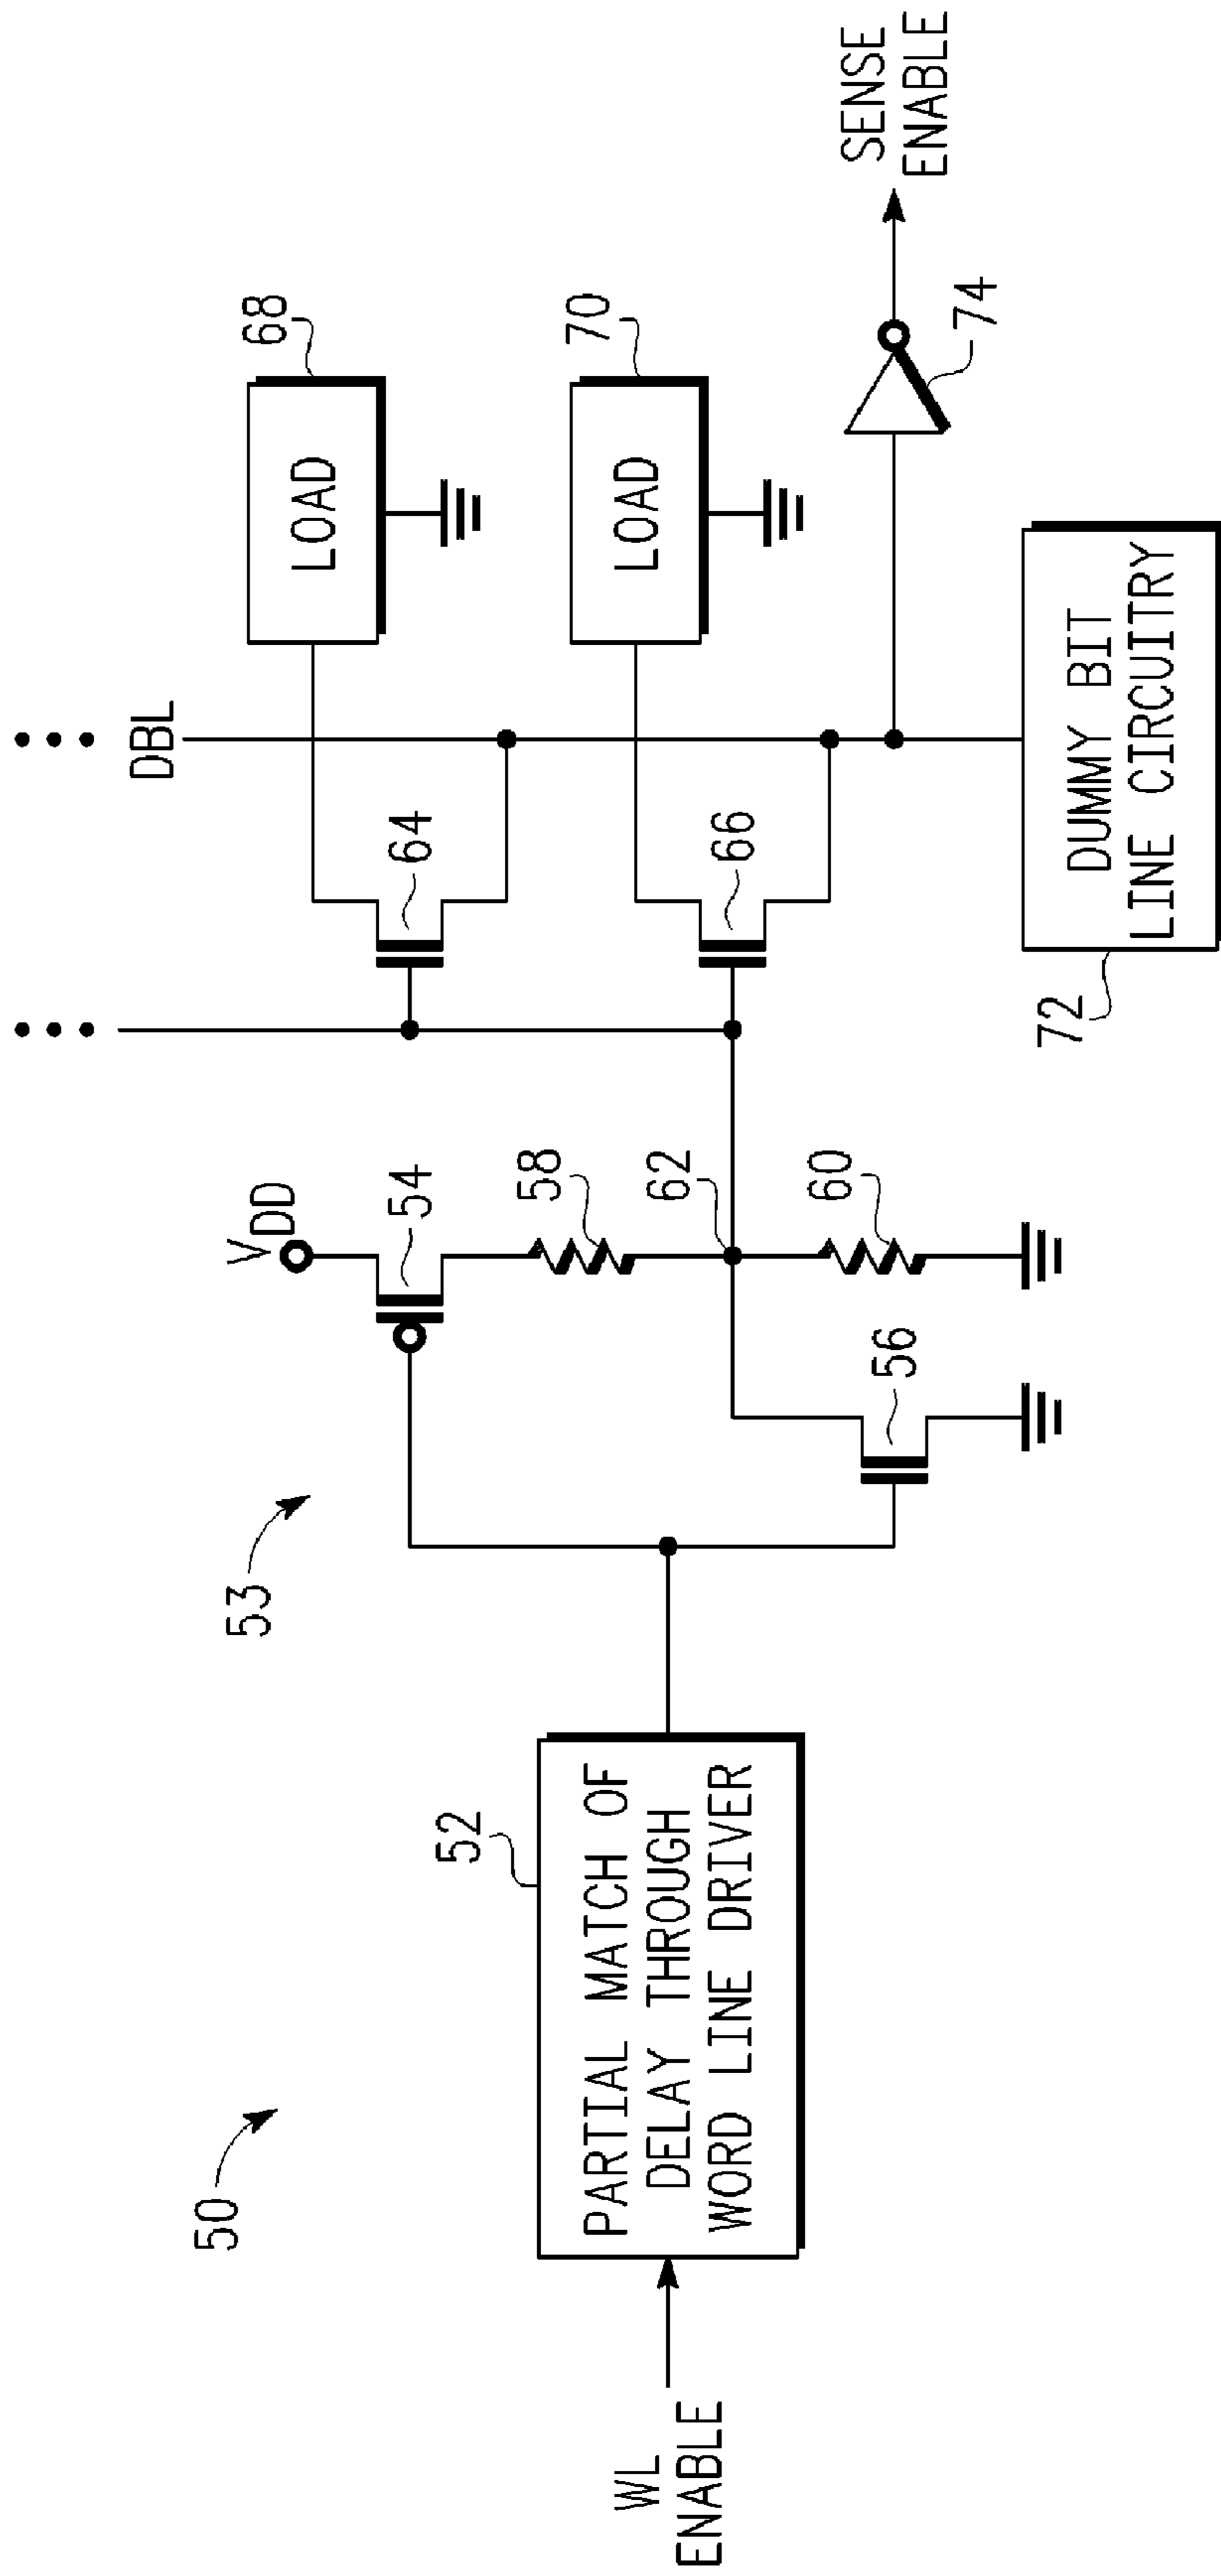 50
53
WL
ENABLE
52
PARTIAL MATCH OF
DELAY THROUGH
WORD LINE DRIVER
VDD
54
58
62
60
56
DBL
64
66
68
LOAD
70
LOAD
72
DUMMY BIT
LINE CIRCUITRY
74
SENSE
ENABLE